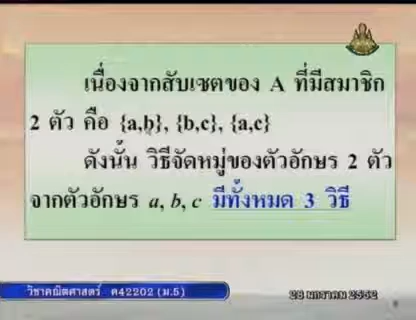 เนื่องจากสับเซตของ A ที่มีสมาชิก
2 ตัว คือ {a,b}, {b,c}, {a,c}
ดังนั้น วิธีจัดหมู่ของตัวอักษร 2 ตัว
จากตัวอักษร a, b, c มีทั้งหมด 3 วิธี
วิชาคณิตศาสตร์ ค42202 (ม.5)
28 มกราคม 2552